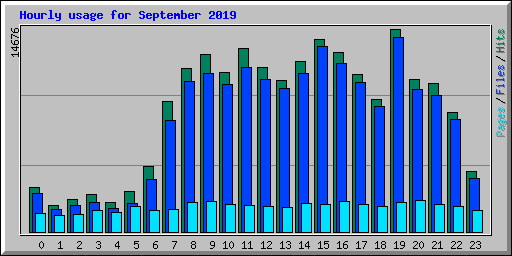 Hourly usage for September 2019
14676
Pages/Files/Hits
0 1 2 3 4 5 6 7 8 9 10 11 12 13 14 15 16 17 18 19 20 21 22 23